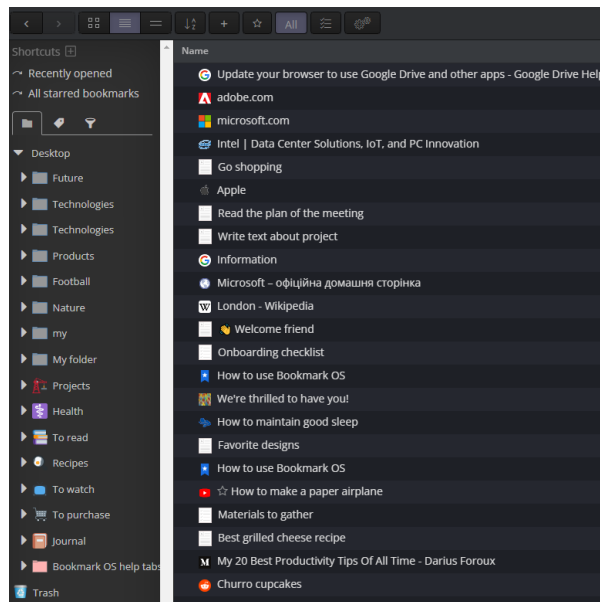 All
Shortcuts
Recently opened
All starred bookmarks
Desktop
Future
Technologies
Technologies
Products
Football
Nature
my
My folder
Projects
Health
To read
Recipes
To watch
To purchase
Journal
Bookmark OS help tabs
Trash
Name
Update your browser to use Google Drive and other apps - Google Drive Help
adobe.com
microsoft.com
Intel | Data Center Solutions, IoT, and PC Innovation
Go shopping
Apple
Read the plan of the meeting
Write text about project
Information
Microsoft – офіційна домашня сторінка
London - Wikipedia
👋 Welcome friend
Onboarding checklist
How to use Bookmark OS
We're thrilled to have you!
How to maintain good sleep
Favorite designs
How to use Bookmark OS
☆ How to make a paper airplane
Materials to gather
Best grilled cheese recipe
My 20 Best Productivity Tips Of All Time - Darius Foroux
Churro cupcakes